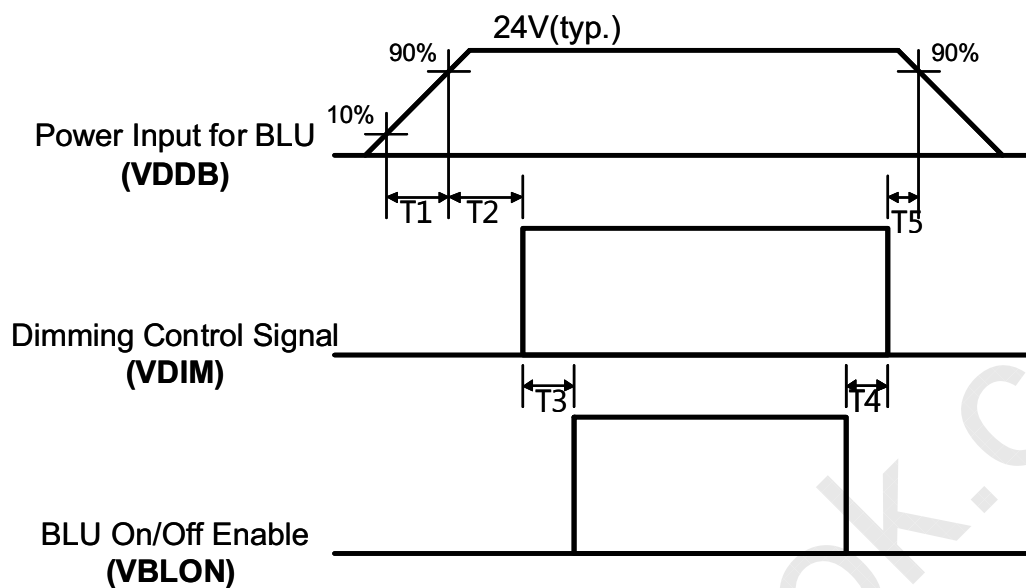 24V(typ.)
90%
90%
10%
Power Input for BLU
(VDDB)
T1
T2
T5
Dimming Control Signal
(VDIM)
T3
T4
BLU On/Off Enable
(VBLON)